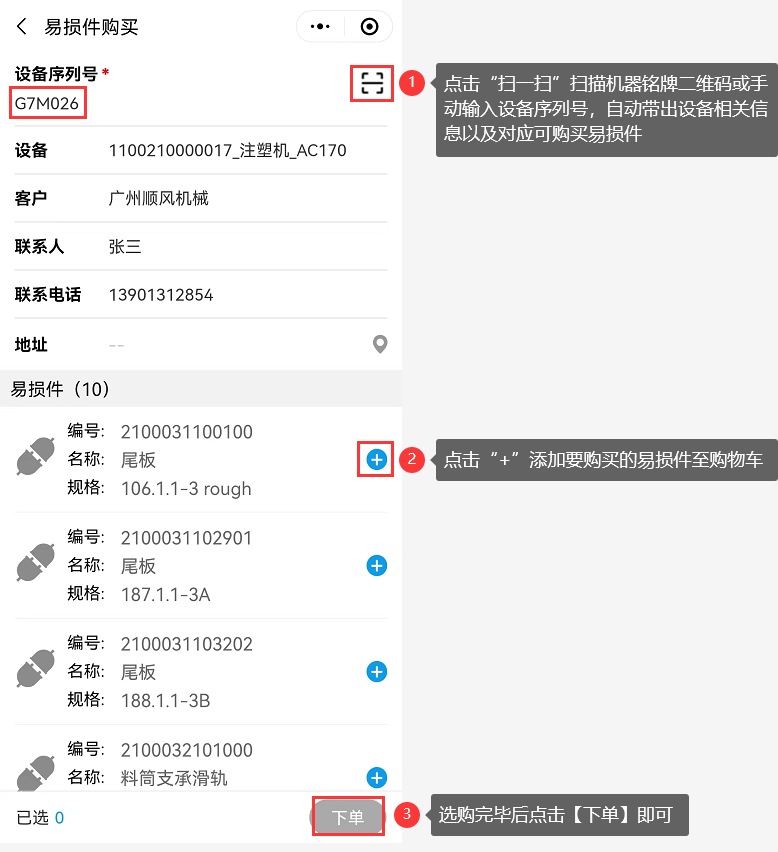 易损件购买
设备序列号*
G7M026
1
点击“扫一扫”扫描机器铭牌二维码或手
动输入设备序列号，自动带出设备相关信
息以及对应可购买易损件
设备 1100210000017_注塑机_AC170
客户 广州顺风机械
联系人 张三
联系电话 13901312854
地址 --
易损件（10）
编号: 2100031100100
名称: 尾板
规格: 106.1.1-3 rough
2
点击“+”添加要购买的易损件至购物车
编号: 2100031102901
名称: 尾板
规格: 187.1.1-3A
编号: 2100031103202
名称: 尾板
规格: 188.1.1-3B
编号: 2100032101000
名称: 料筒支承滑轨
已选 0
下单
3
选购完毕后点击【下单】即可